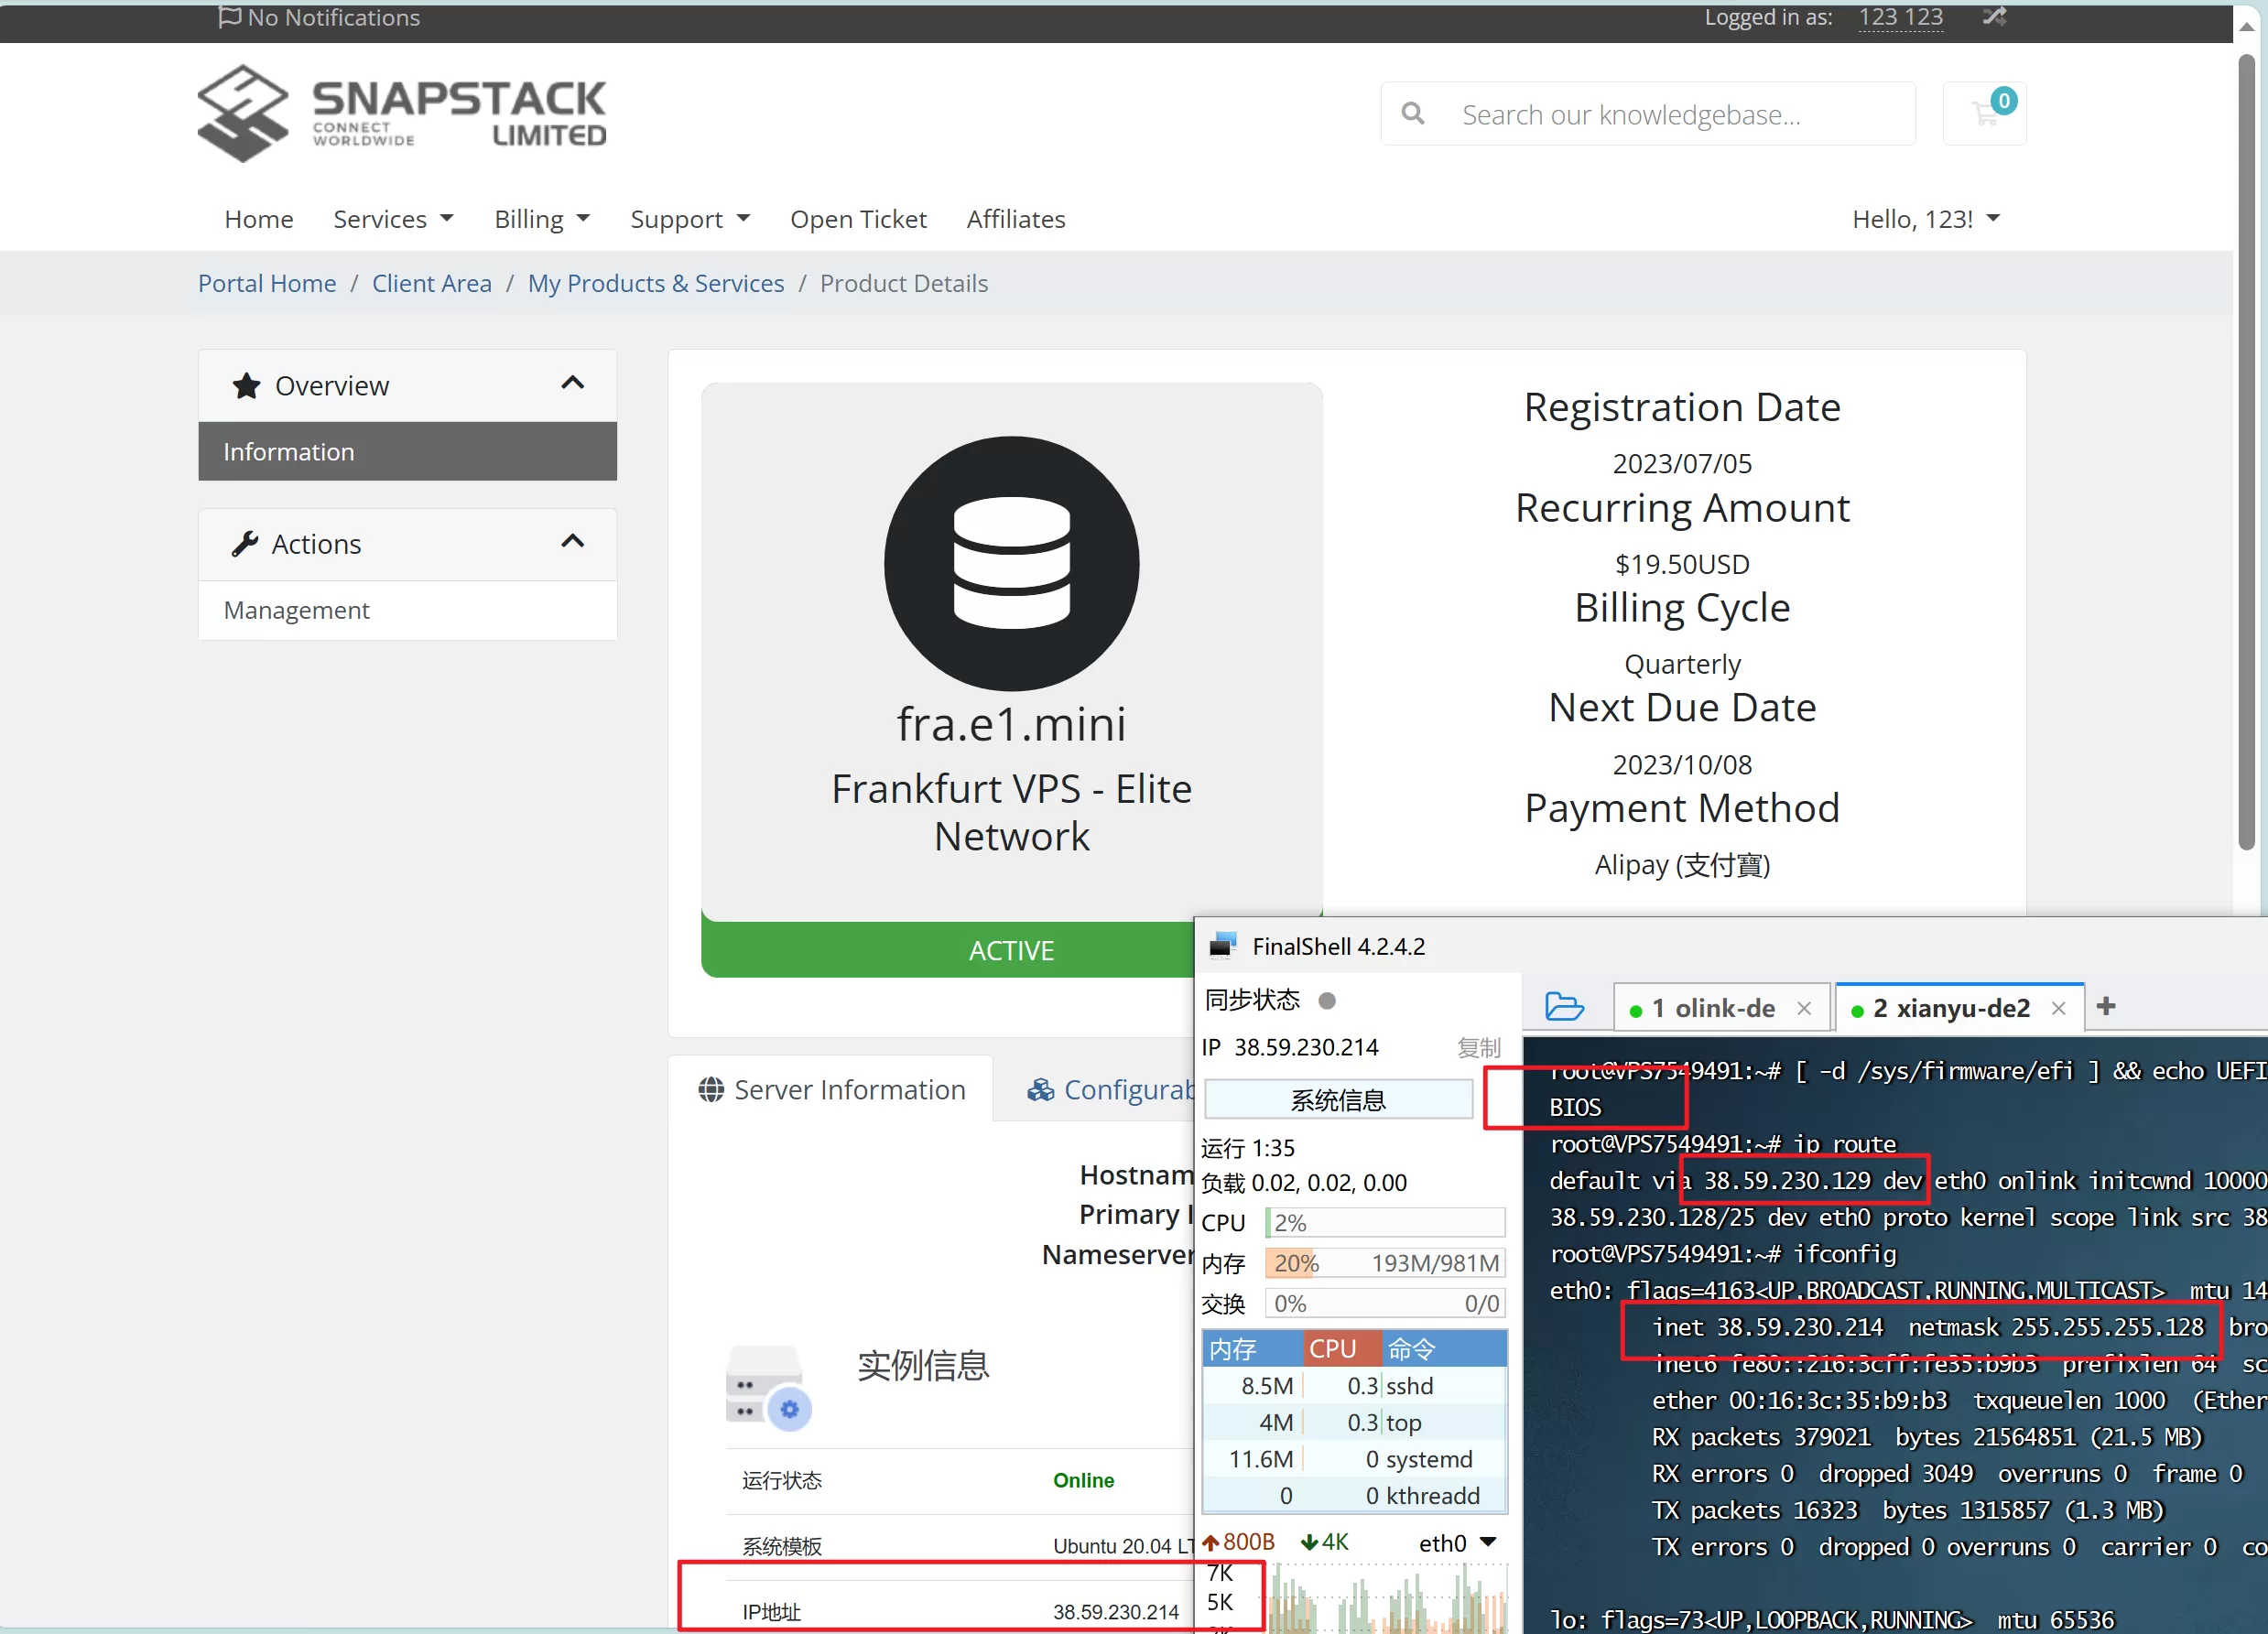 No Notifications
Logged in as: 123 123
SNAPSTACK
CONNECT WORLDWIDE LIMITED
Search our knowledgebase...
0
Home Services Billing Support Open Ticket Affiliates Hello, 123!
Portal Home / Client Area / My Products & Services / Product Details
Overview
Information
Actions
Management
fra.e1.mini
Frankfurt VPS - Elite
Network
ACTIVE
Registration Date
2023/07/05
Recurring Amount
$19.50USD
Billing Cycle
Quarterly
Next Due Date
2023/10/08
Payment Method
Alipay (支付寶)
Server Information
Configurab
Hostnam
Primary I
Nameserver
实例信息
运行状态 Online
系统模板 Ubuntu 20.04 LT
IP地址 38.59.230.214
FinalShell 4.2.4.2
同步状态
IP 38.59.230.214 复制
系统信息
运行 1:35
负载 0.02, 0.02, 0.00
CPU 2%
内存 20% 193M/981M
交换 0% 0/0
内存 CPU 命令
8.5M 0.3 sshd
4M 0.3 top
11.6M 0 systemd
0 0 kthreadd
800B 4K eth0
7K
5K
1 olink-de
2 xianyu-de2
root@VPS7549491:~# [ -d /sys/firmware/efi ] && echo UEFI
BIOS
root@VPS7549491:~# ip route
default via 38.59.230.129 dev eth0 onlink initcwnd 10000
38.59.230.128/25 dev eth0 proto kernel scope link src 38
root@VPS7549491:~# ifconfig
eth0: flags=4163<UP,BROADCAST,RUNNING,MULTICAST> mtu 14
inet 38.59.230.214 netmask 255.255.255.128 bro
inet6 fe80::216:3cff:fe35:b9b3 prefixlen 64 sc
ether 00:16:3c:35:b9:b3 txqueuelen 1000 (Ether
RX packets 379021 bytes 21564851 (21.5 MB)
RX errors 0 dropped 3049 overruns 0 frame 0
TX packets 16323 bytes 1315857 (1.3 MB)
TX errors 0 dropped 0 overruns 0 carrier 0 co
lo: flags=73<UP,LOOPBACK,RUNNING> mtu 65536